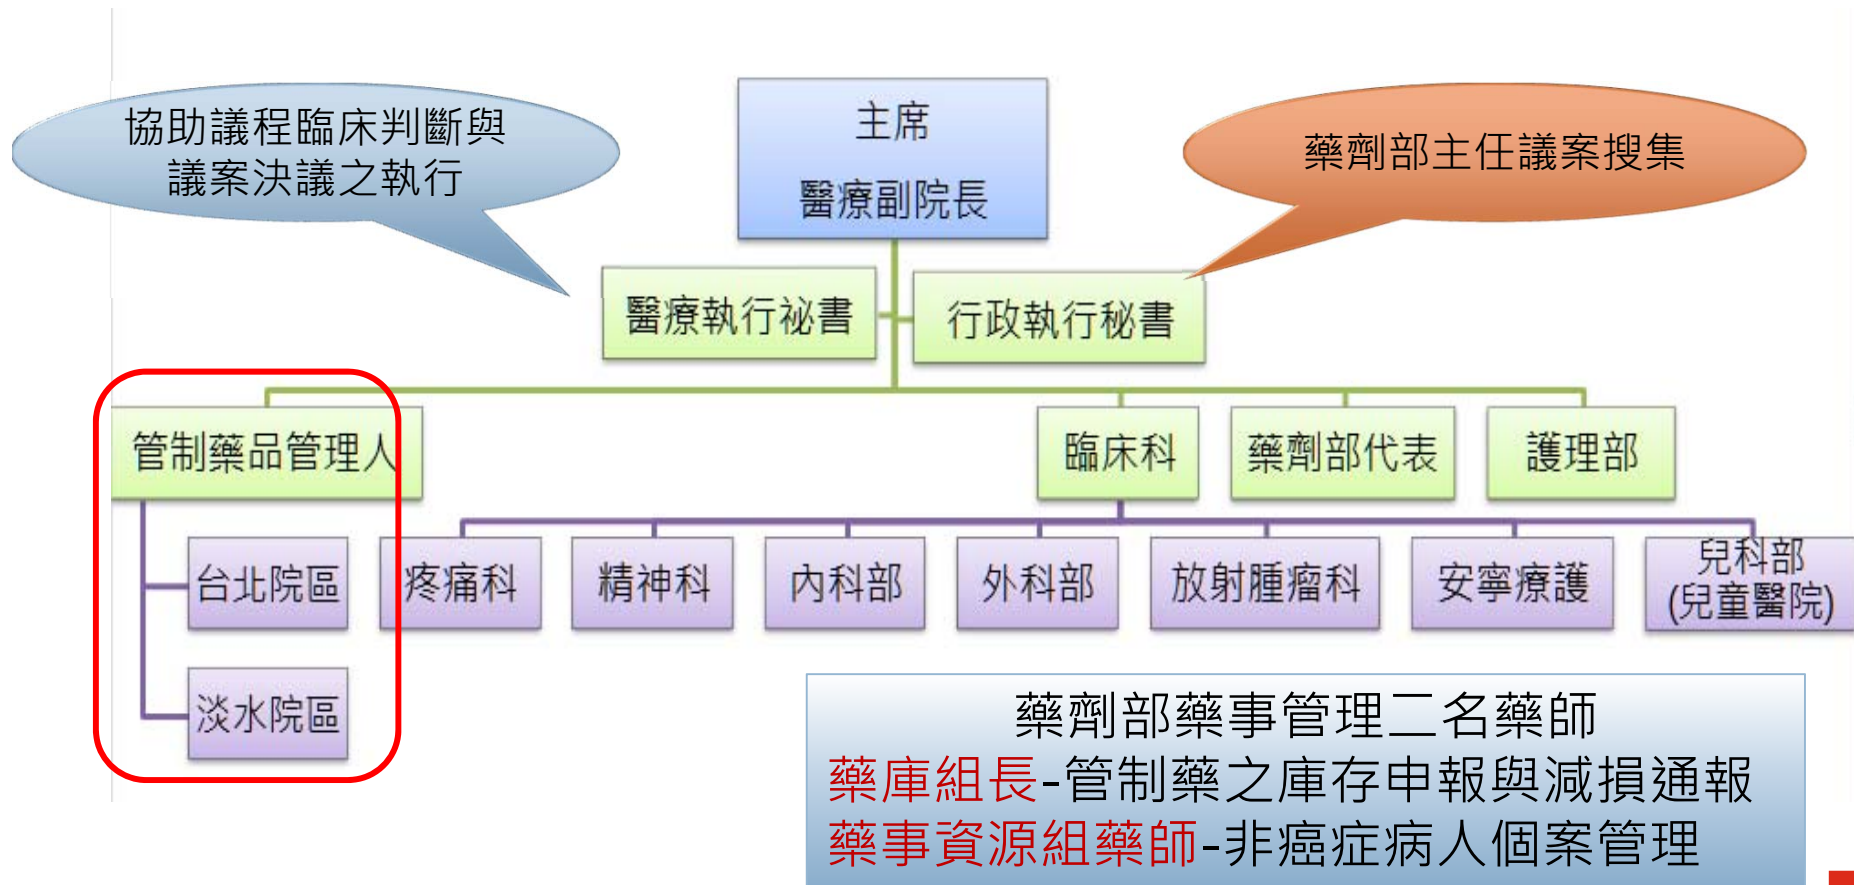 協助議程臨床判斷與
議案決議之執行
主席
醫療副院長
藥劑部主任議案搜集
醫療執行祕書
行政執行秘書
管制藥品管理人
臨床科
藥劑部代表
護理部
台北院區
淡水院區
疼痛科
精神科
內科部
外科部
放射腫瘤科
安寧療護
兒科部
(兒童醫院)
藥劑部藥事管理二名藥師
藥庫組長-管制藥之庫存申報與減損通報
藥事資源組藥師-非癌症病人個案管理